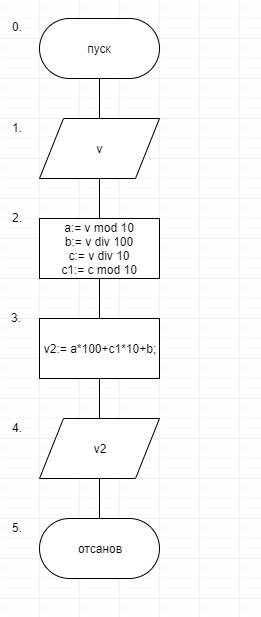 0.
пуск
1.
v
2.
a:= v mod 10
b:= v div 100
c:= v div 10
c1:= c mod 10
3.
v2:= a*100+c1*10+b;
4.
v2
5.
отсанов